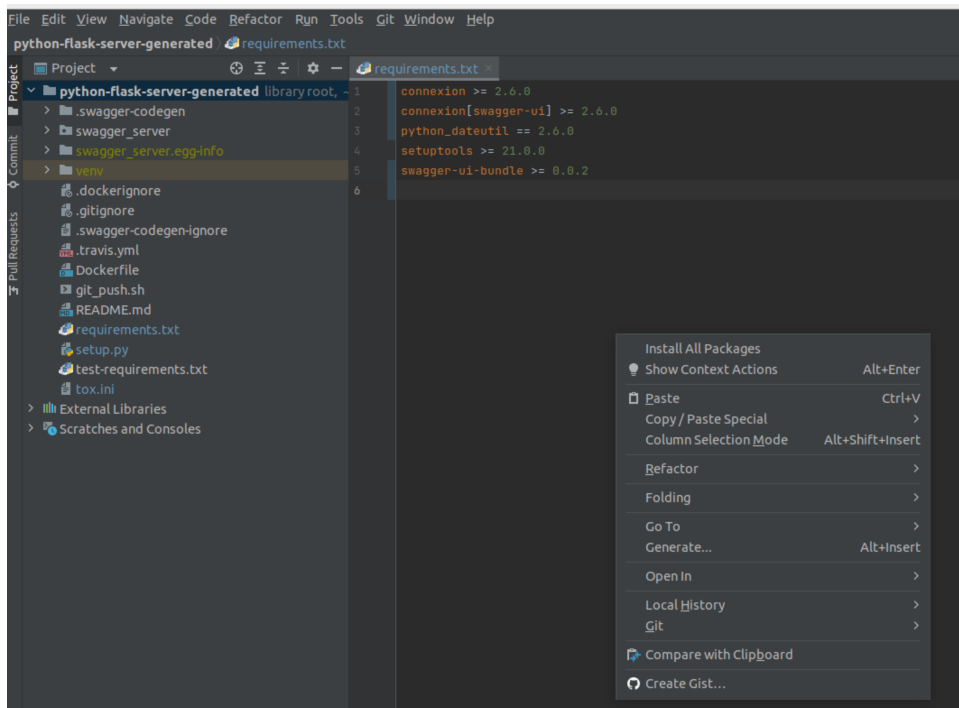 File Edit View Navigate Code Refactor Run Tools Git Window Help
python-flask-server-generated requirements.txt
Project
requirements.txt
Project
Commit
Pull Requests
python-flask-server-generated library root,
.swagger-codegen
swagger_server
swagger_server.egg-info
venv
.dockerignore
.gitignore
.swagger-codegen-ignore
.travis.yml
Dockerfile
git_push.sh
README.md
requirements.txt
setup.py
test-requirements.txt
tox.ini
External Libraries
Scratches and Consoles
1 connexion >= 2.6.0
2 connexion[swagger-ui] >= 2.6.0
3 python_dateutil == 2.6.0
4 setuptools >= 21.0.0
5 swagger-ui-bundle >= 0.0.2
6
Install All Packages
Show Context Actions Alt+Enter
Paste Ctrl+V
Copy / Paste Special
Column Selection Mode Alt+Shift+Insert
Refactor
Folding
Go To
Generate... Alt+Insert
Open In
Local History
Git
Compare with Clipboard
Create Gist...